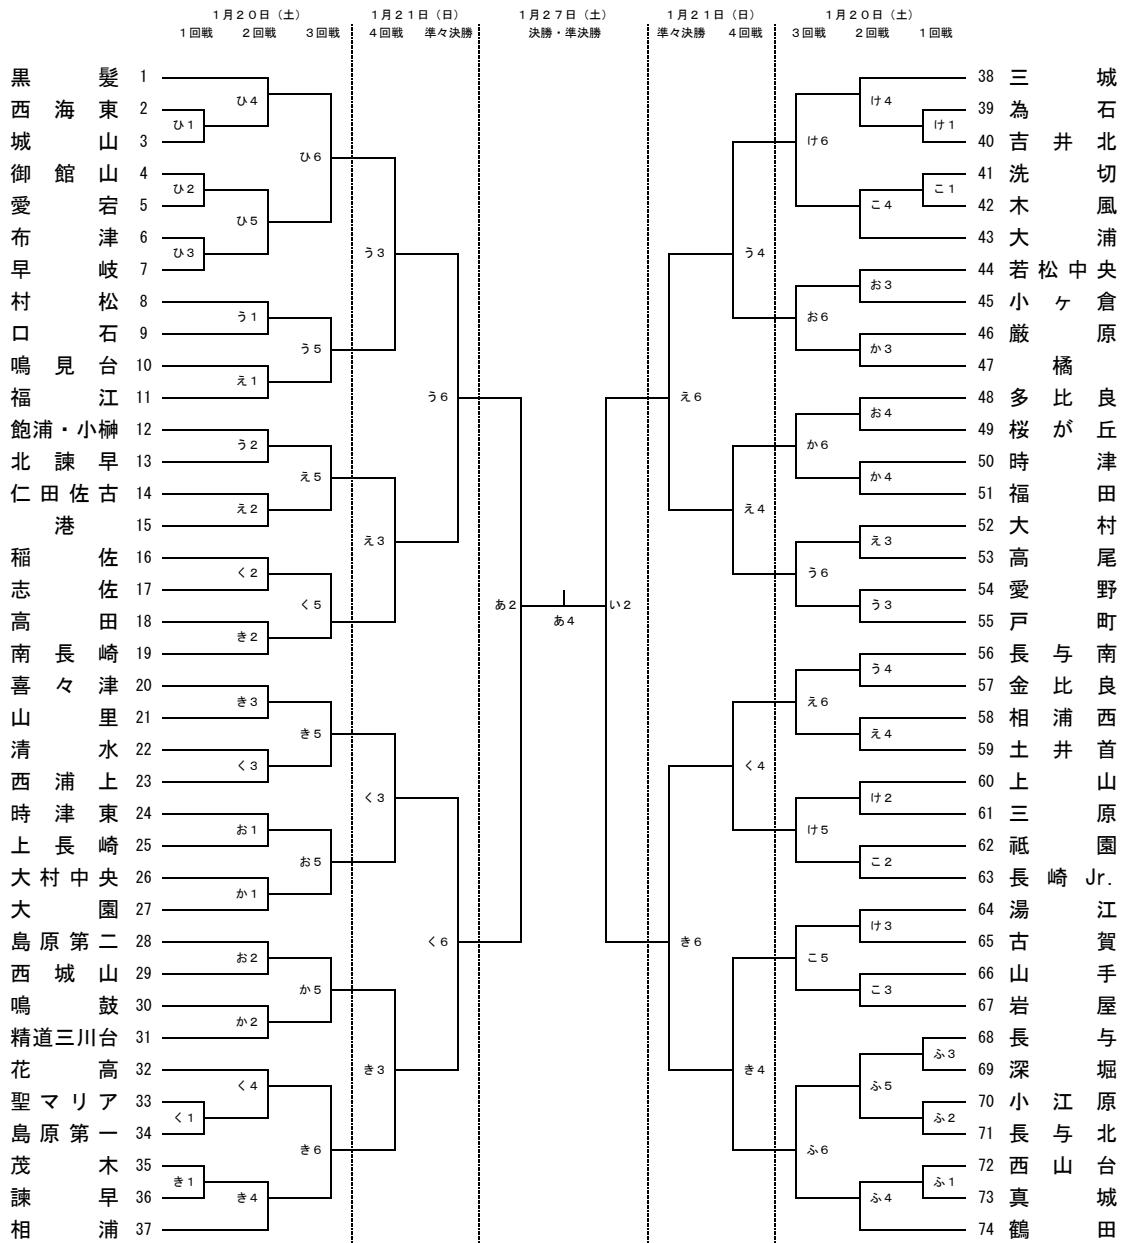 1月20日（土） 1月21日（日） 1月27日（土） 1月21日（日） 1月20日（土）
1回戦 2回戦 3回戦 4回戦 準々決勝 決勝・準決勝 準々決勝 4回戦 3回戦 2回戦 1回戦
黒髪 1 38 三城
ひ4 け4
西海東 2 39 為石
ひ1 け1
城山 3 け6 40 吉井北
ひ6
御館山 4 41 洗切
ひ2 こ1
愛宕 5 こ4 42 木風
ひ5
布津 6 43 大浦
ひ3 う3 う4
早岐 7 44 若松中央
お3
村松 8 45 小ヶ倉
う1 お6
口石 9 46 厳原
う5 か3
鳴見台 10 47 橘
え1
福江 11 う6 え6 48 多比良
お4
飽浦・小榊 12 49 桜が丘
う2 か6
北諫早 13 50 時津
え5 か4
仁田佐古 14 51 福田
え2 え4
港 15 52 大村
え3 え3
稲佐 16 53 高尾
く2 う6
志佐 17 54 愛野
く5 あ2 い2 う3
高田 18 あ4 55 戸町
き2
南長崎 19 56 長与南
う4
喜々津 20 57 金比良
き3 え6
山里 21 58 相浦西
き5 え4
清水 22 59 土井首
く3 く4
西浦上 23 60 上山
く3 け2
時津東 24 61 三原
お1 け5
上長崎 25 62 祗園
お5 こ2
大村中央 26 63 長崎Jr.
か1
大園 27 64 湯江
け3
島原第二 28 く6 き6 65 古賀
お2 こ5
西城山 29 66 山手
か5 こ3
鳴鼓 30 67 岩屋
か2
精道三川台 31 68 長与
ふ3
花高 32 き3 き4 69 深堀
く4 ふ5
聖マリア 33 70 小江原
く1 ふ2
島原第一 34 71 長与北
き6 ふ6
茂木 35 72 西山台
き1 ふ1
諫早 36 き4 ふ4 73 真城
相浦 37 74 鶴田